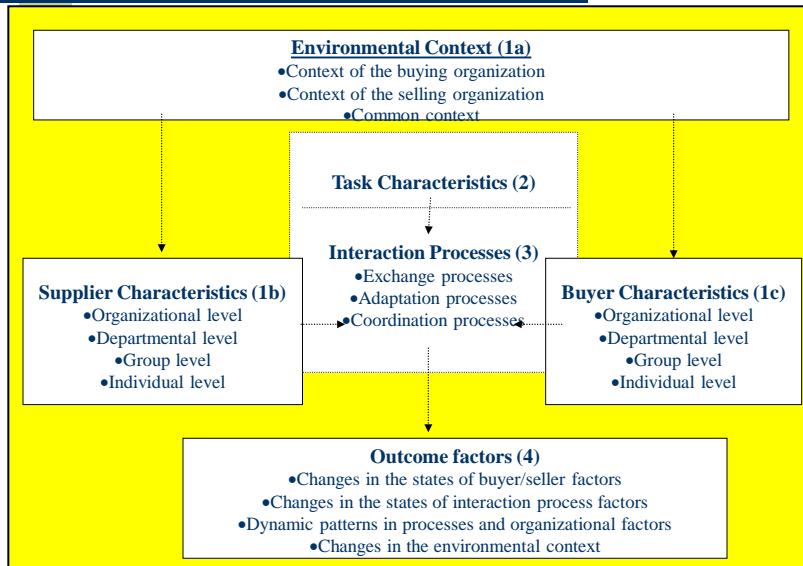 Environmental Context (1a)
•Context of the buying organization
•Context of the selling organization
•Common context
Task Characteristics (2)
Interaction Processes (3)
•Exchange processes
•Adaptation processes
•Coordination processes
Supplier Characteristics (1b)
•Organizational level
•Departmental level
•Group level
•Individual level
Buyer Characteristics (1c)
•Organizational level
•Departmental level
•Group level
•Individual level
Outcome factors (4)
•Changes in the states of buyer/seller factors
•Changes in the states of interaction process factors
•Dynamic patterns in processes and organizational factors
•Changes in the environmental context